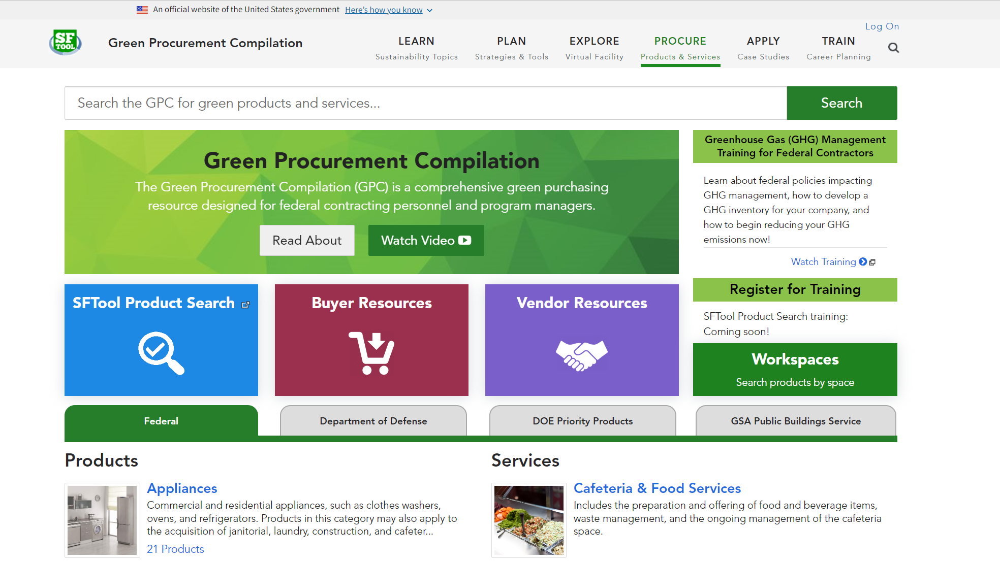 An official website of the United States government Here's how you know
Log On
SF
TOOL
Green Procurement Compilation
LEARN
Sustainability Topics
PLAN
Strategies & Tools
EXPLORE
Virtual Facility
PROCURE
Products & Services
APPLY
Case Studies
TRAIN
Career Planning
Search the GPC for green products and services...
Search
Green Procurement Compilation
The Green Procurement Compilation (GPC) is a comprehensive green purchasing
resource designed for federal contracting personnel and program managers.
Read About
Watch Video
Greenhouse Gas (GHG) Management
Training for Federal Contractors
Learn about federal policies impacting
GHG management, how to develop a
GHG inventory for your company, and
how to begin reducing your GHG
emissions now!
Watch Training
Register for Training
SFTool Product Search training:
Coming soon!
SFTool Product Search
Buyer Resources
Vendor Resources
Workspaces
Search products by space
Federal
Department of Defense
DOE Priority Products
GSA Public Buildings Service
Products
Appliances
Commercial and residential appliances, such as clothes washers,
ovens, and refrigerators. Products in this category may also apply to
the acquisition of janitorial, laundry, construction, and cafeter...
21 Products
Services
Cafeteria & Food Services
Includes the preparation and offering of food and beverage items,
waste management, and the ongoing management of the cafeteria
space.